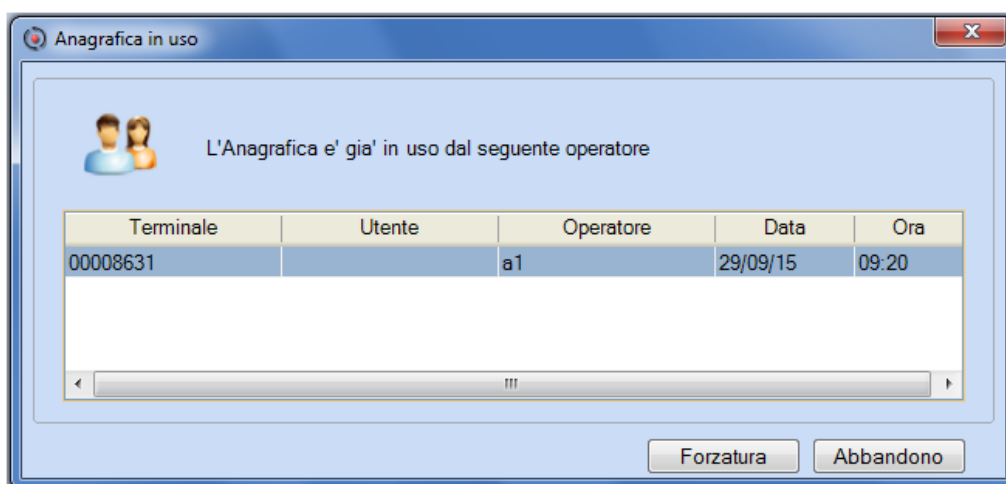 Anagrafica in uso
L'Anagrafica e' gia' in uso dal seguente operatore
Terminale Utente Operatore Data Ora
00008631 a1 29/09/15 09:20
Forzatura Abbandono